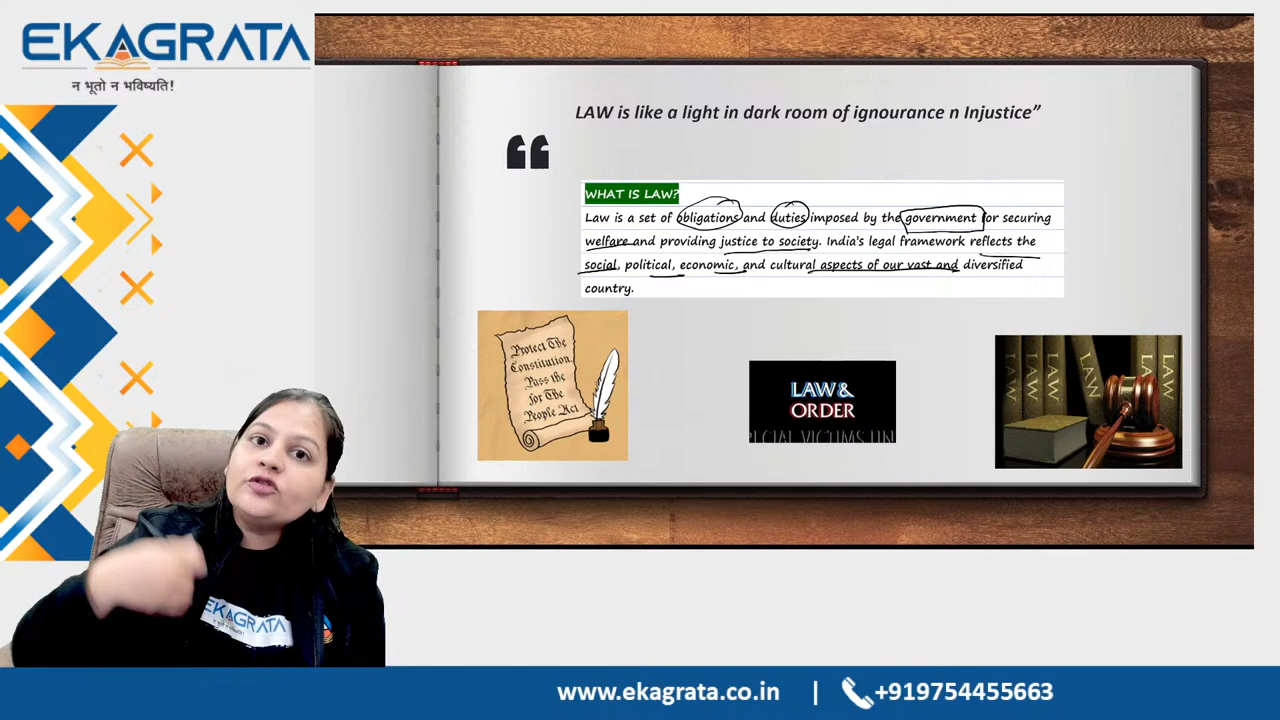 EKAGRATA
न भूतो न भविष्यति!
LAW is like a light in dark room of ignourance n Injustice”
WHAT IS LAW?
Law is a set of obligations and duties imposed by the government for securing
welfare and providing justice to society. India's legal framework reflects the
social, political, economic, and cultural aspects of our vast and diversified
country.
Protect The
Constitution
Pass the
for The
People Act
LAW &
ORDER
LAW
LAW
LAW
LAW
LAW
EKAGRATA
www.ekagrata.co.in | +919754455663